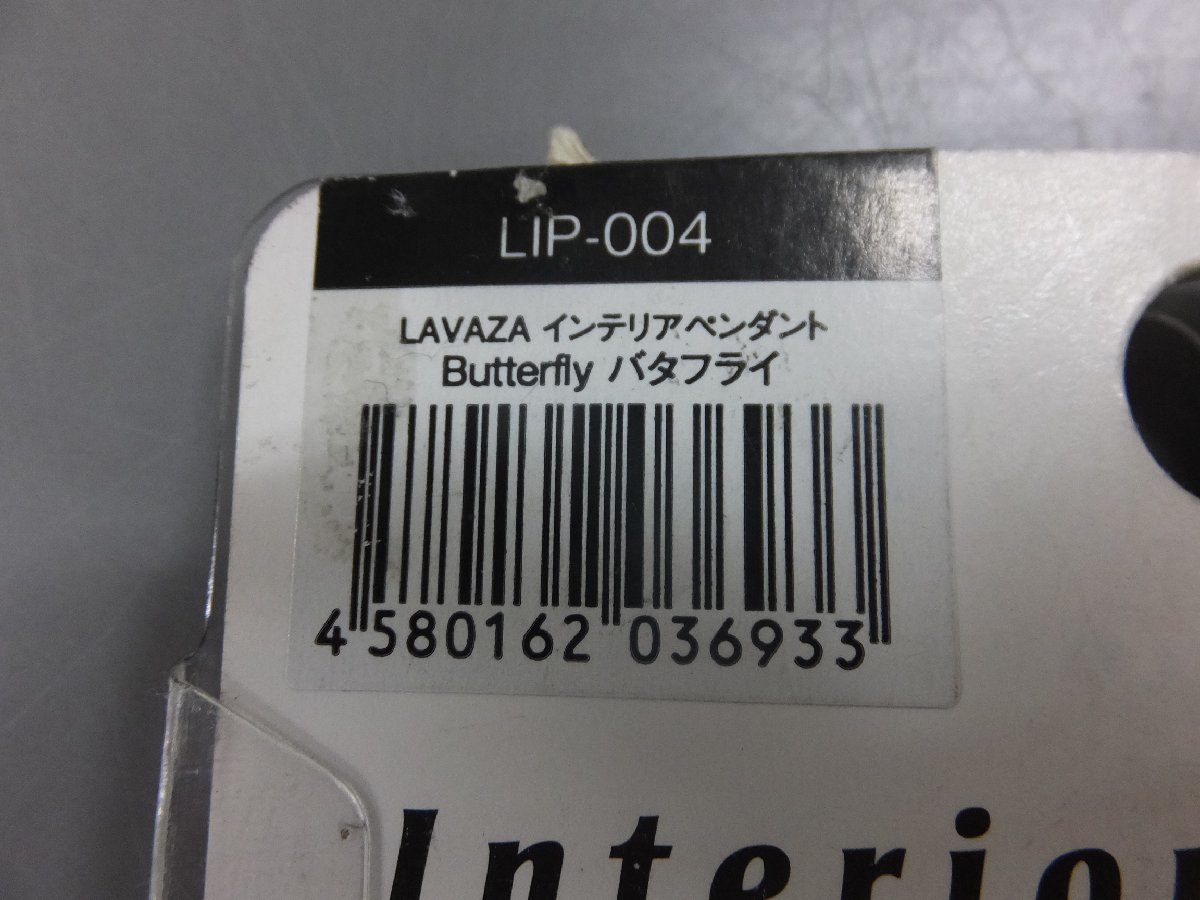 LIP-004
LAVAZA インテリアペンダント
Butterfly バタフライ
4 580162 036933
Interior